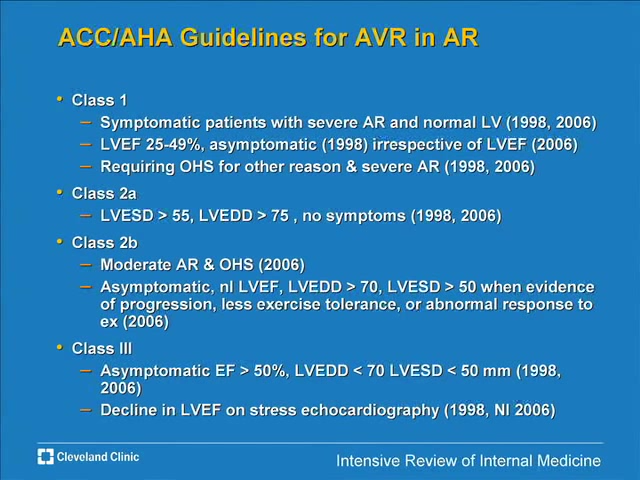 ACC/AHA Guidelines for AVR in AR
• Class 1
– Symptomatic patients with severe AR and normal LV (1998, 2006)
– LVEF 25-49%, asymptomatic (1998) irrespective of LVEF (2006)
– Requiring OHS for other reason & severe AR (1998, 2006)
• Class 2a
– LVESD > 55, LVEDD > 75 , no symptoms (1998, 2006)
• Class 2b
– Moderate AR & OHS (2006)
– Asymptomatic, nl LVEF, LVEDD > 70, LVESD > 50 when evidence
of progression, less exercise tolerance, or abnormal response to
ex (2006)
• Class III
– Asymptomatic EF > 50%, LVEDD < 70 LVESD < 50 mm (1998,
2006)
– Decline in LVEF on stress echocardiography (1998, NI 2006)
Cleveland Clinic
Intensive Review of Internal Medicine